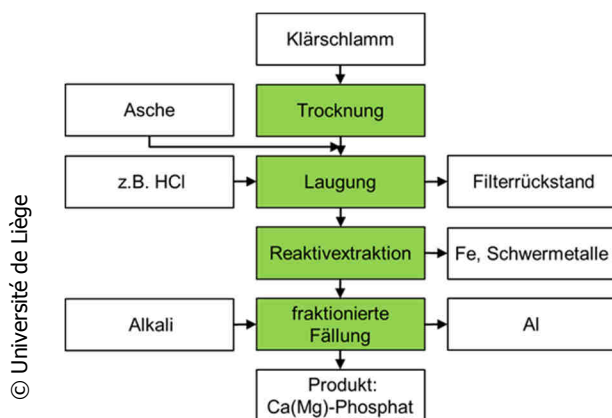 Klärschlamm
Trocknung
Asche
z.B. HCl
Laugung
Filterrückstand
Reaktivextraktion
Fe, Schwermetalle
Alkali
fraktionierte
Fällung
Al
Produkt:
Ca(Mg)-Phosphat
© Université de Liège